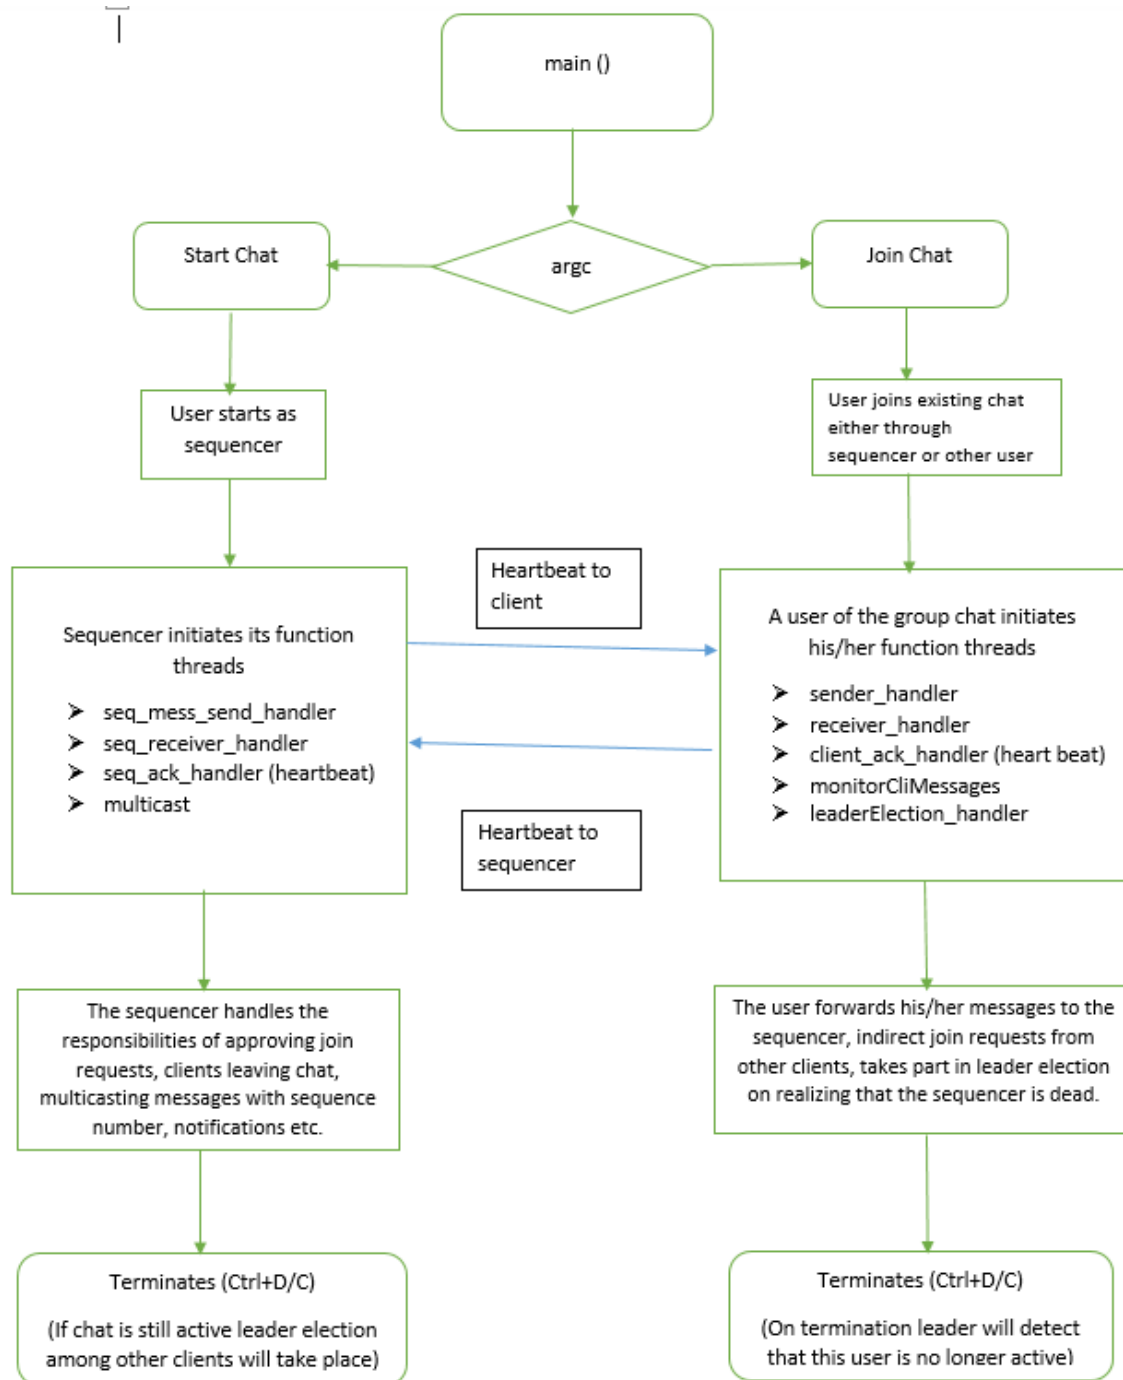 main ()
Start Chat
argc
Join Chat
User starts as
sequencer
User joins existing chat
either through
sequencer or other user
Heartbeat to
client
Sequencer initiates its function
threads
➤ seq_mess_send_handler
➤ seq_receiver_handler
➤ seq_ack_handler (heartbeat)
➤ multicast
A user of the group chat initiates
his/her function threads
➤ sender_handler
➤ receiver_handler
➤ client_ack_handler (heart beat)
➤ monitorCliMessages
➤ leaderElection_handler
Heartbeat to
sequencer
The sequencer handles the
responsibilities of approving join
requests, clients leaving chat,
multicasting messages with sequence
number, notifications etc.
The user forwards his/her messages to the
sequencer, indirect join requests from
other clients, takes part in leader election
on realizing that the sequencer is dead.
Terminates (Ctrl+D/C)
(If chat is still active leader election
among other clients will take place)
Terminates (Ctrl+D/C)
(On termination leader will detect
that this user is no longer active)